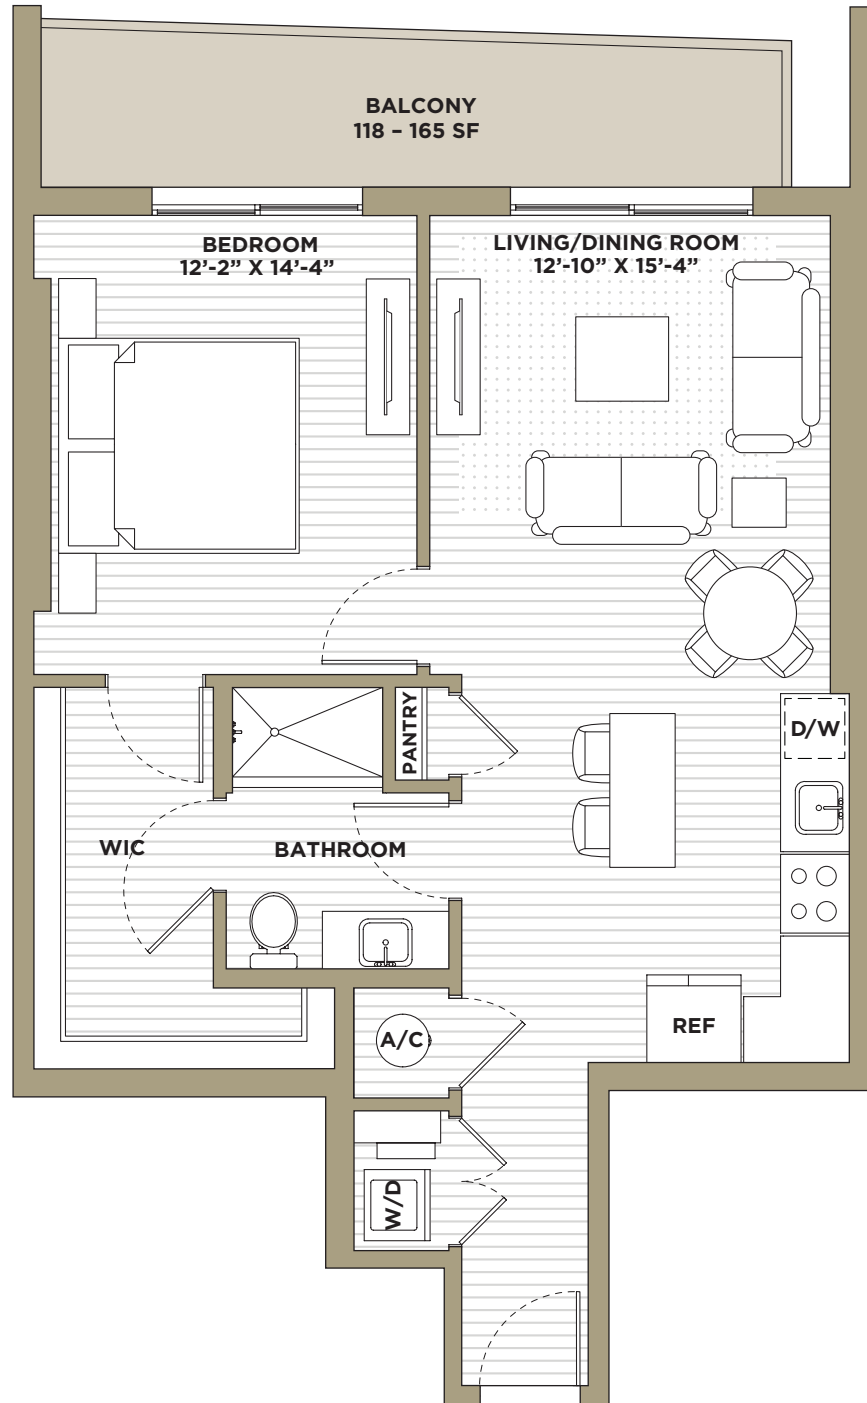 BALCONY
118 – 165 SF
BEDROOM
12’-2” X 14’-4”
LIVING/DINING ROOM
12’-10” X 15’-4”
PANTRY
D/W
WIC
BATHROOM
A/C
REF
W/D